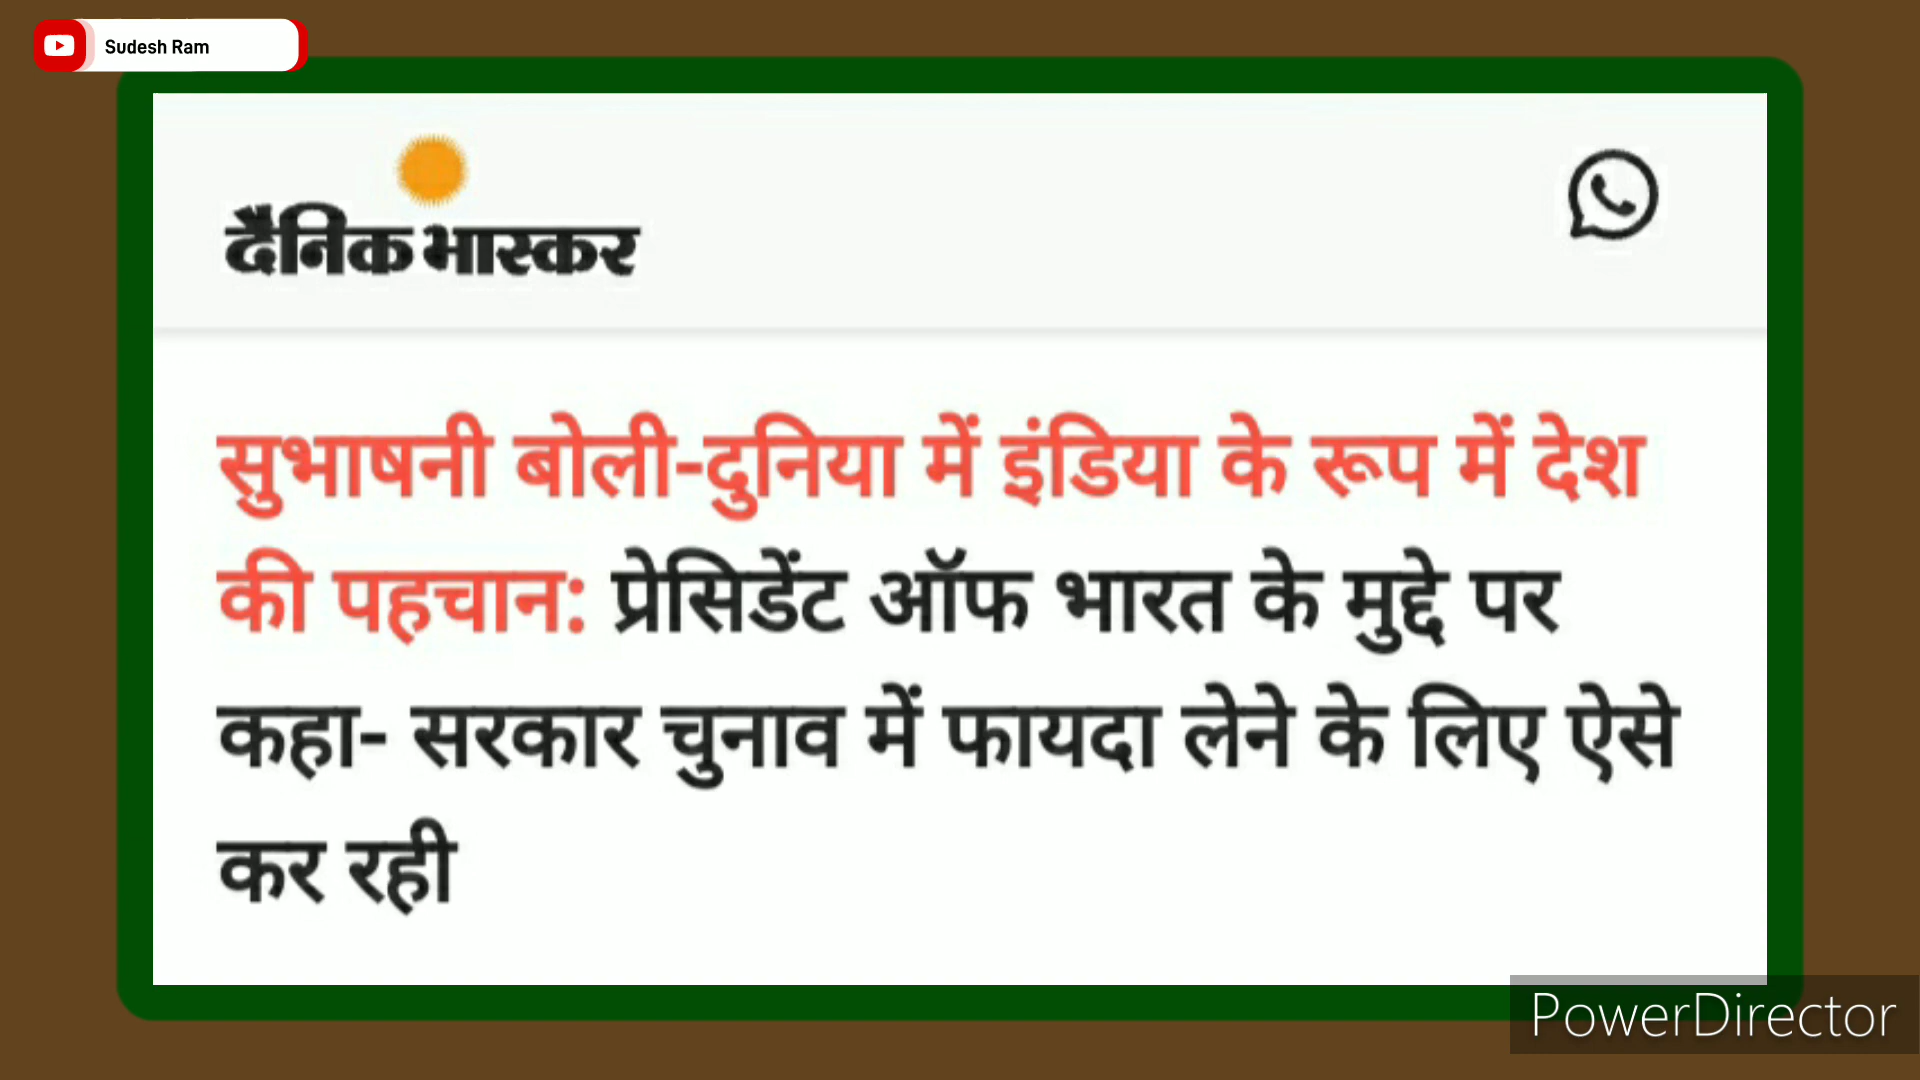 Sudesh Ram
दैनिक भास्कर
सुभाषनी बोली-दुनिया में इंडिया के रूप में देश
की पहचान: प्रेसिडेंट ऑफ भारत के मुद्दे पर
कहा- सरकार चुनाव में फायदा लेने के लिए ऐसे
कर रही
PowerDirector